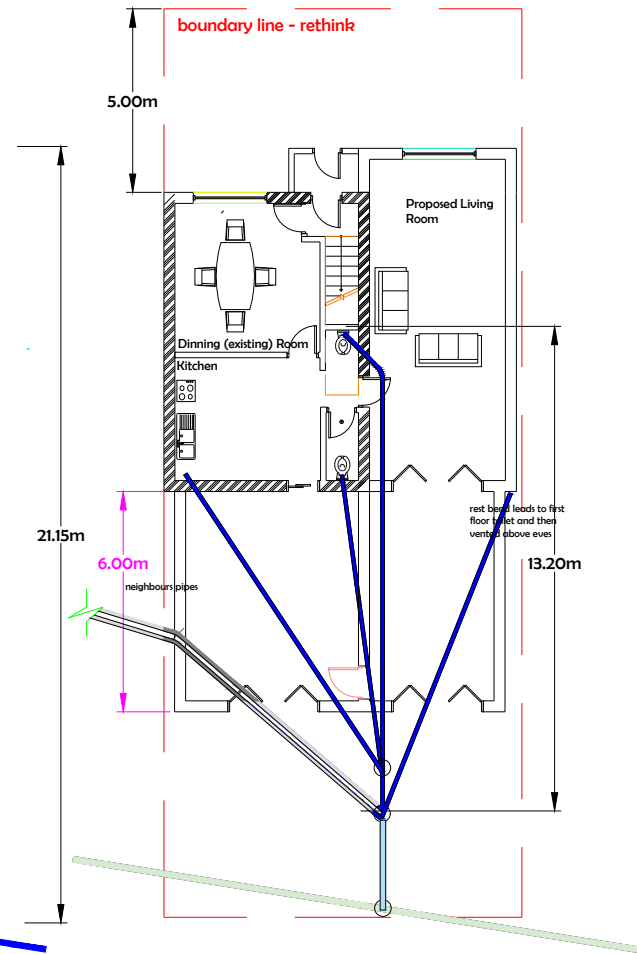 boundary line - rethink
5.00m
Proposed Living
Room
Dinning (existing) Room
Kitchen
rest bend leads to first
floor toilet and then
vented above eves
21.15m
6.00m
13.20m
neighbours pipes